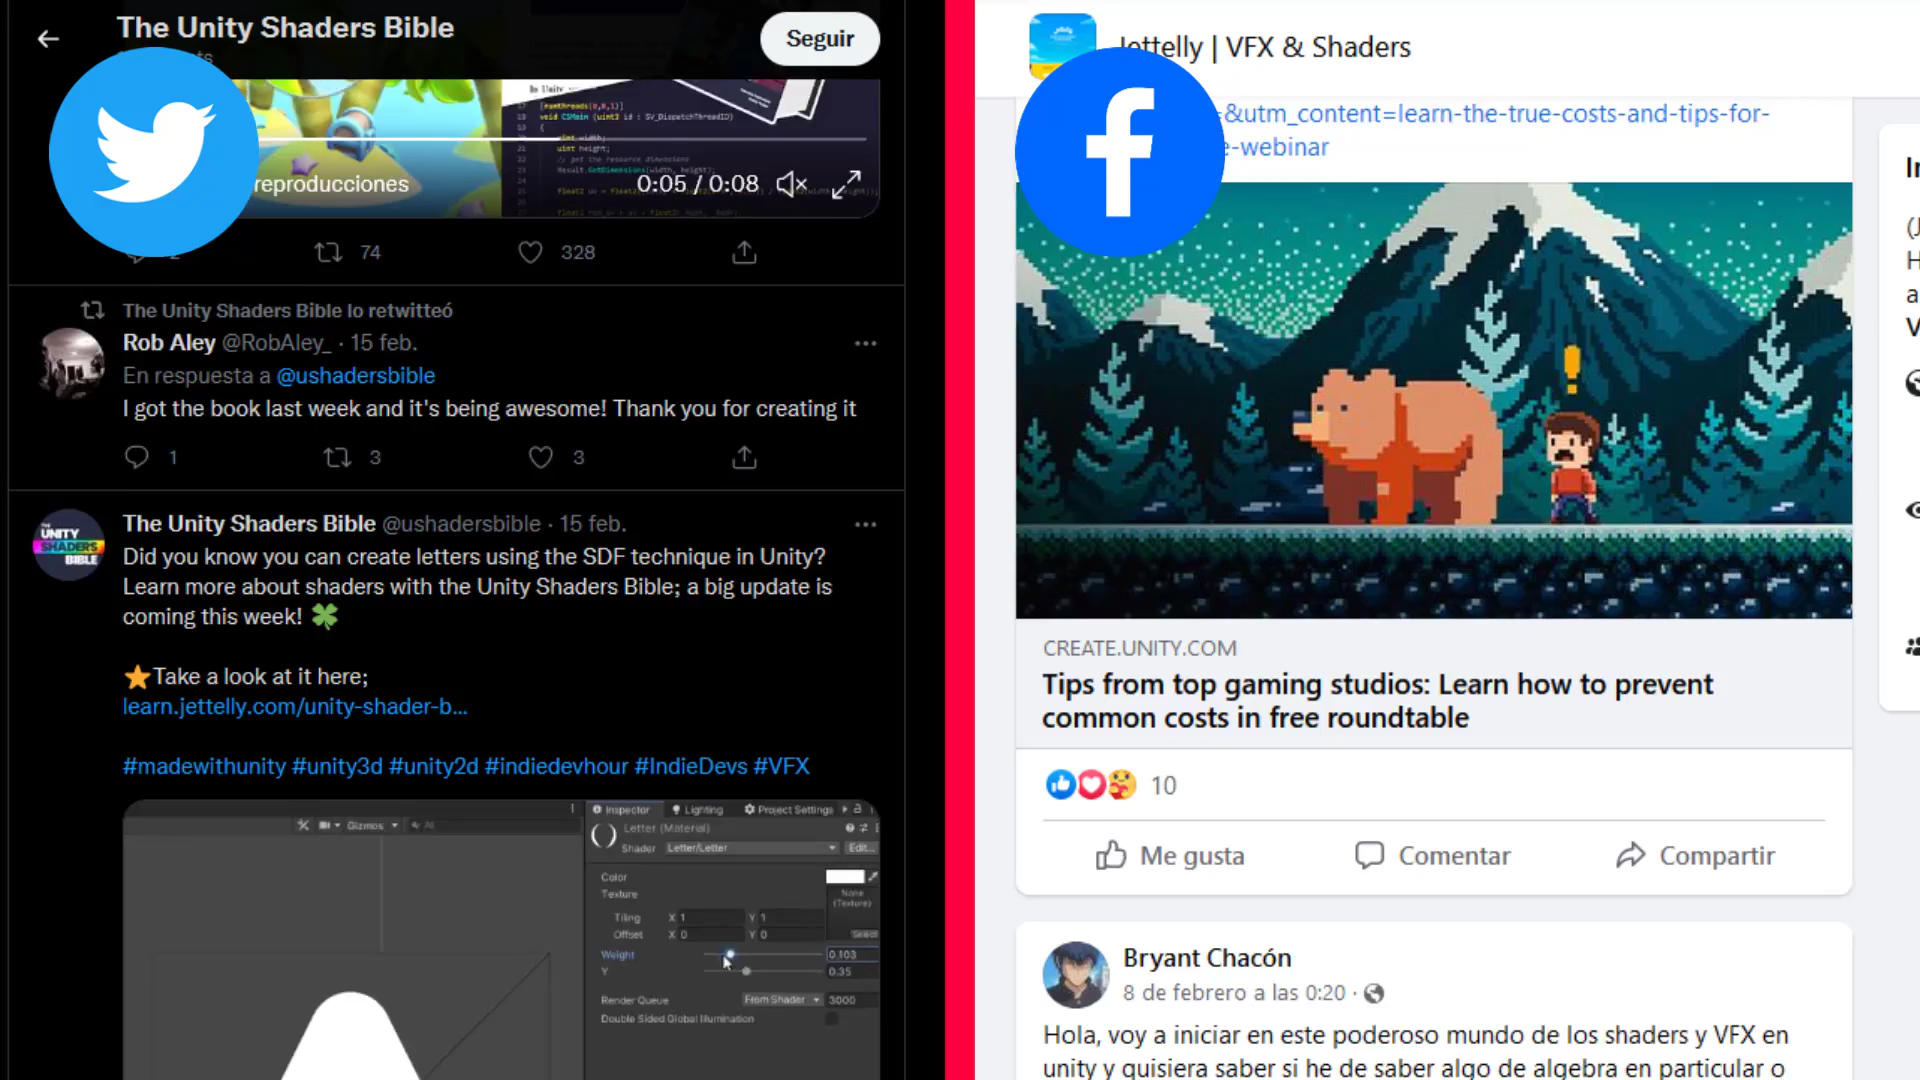 The Unity Shaders Bible
Seguir
reproducciones
0:05 / 0:08
74
328
The Unity Shaders Bible lo retwitteó
Rob Aley @RobAley_ · 15 feb.
En respuesta a @ushadersbible
I got the book last week and it's being awesome! Thank you for creating it
1
3
3
THE
UNITY
SHADERS
BIBLE
The Unity Shaders Bible @ushadersbible · 15 feb.
Did you know you can create letters using the SDF technique in Unity?
Learn more about shaders with the Unity Shaders Bible; a big update is
coming this week!
Take a look at it here;
learn.jettelly.com/unity-shader-b...
#madewithunity #unity3d #unity2d #indiedevhour #IndieDevs #VFX
Gizmos
All
Inspector
Lighting
Project Settings
Letter (Material)
Shader
Letter/Letter
Edit...
Color
Texture
None
(Texture)
Tiling X 1 Y 1
Offset X 0 Y 0
Select
Weight
0.103
Y
0.35
Render Queue
From Shader
3000
Double Sided Global Illumination
Jettelly | VFX & Shaders
=&utm_content=learn-the-true-costs-and-tips-for-
e-webinar
CREATE.UNITY.COM
Tips from top gaming studios: Learn how to prevent
common costs in free roundtable
10
Me gusta
Comentar
Compartir
Bryant Chacón
8 de febrero a las 0:20 ·
Hola, voy a iniciar en este poderoso mundo de los shaders y VFX en
unity y quisiera saber si he de saber algo de algebra en particular o